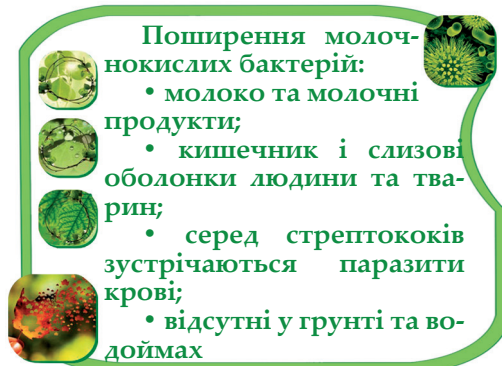 Поширення молоч-
нокислих бактерій:
• молоко та молочні
продукти;
• кишечник і слизові
оболонки людини та тва-
рин;
• серед стрептококів
зустрічаються паразити
крові;
• відсутні у грунті та во-
доймах